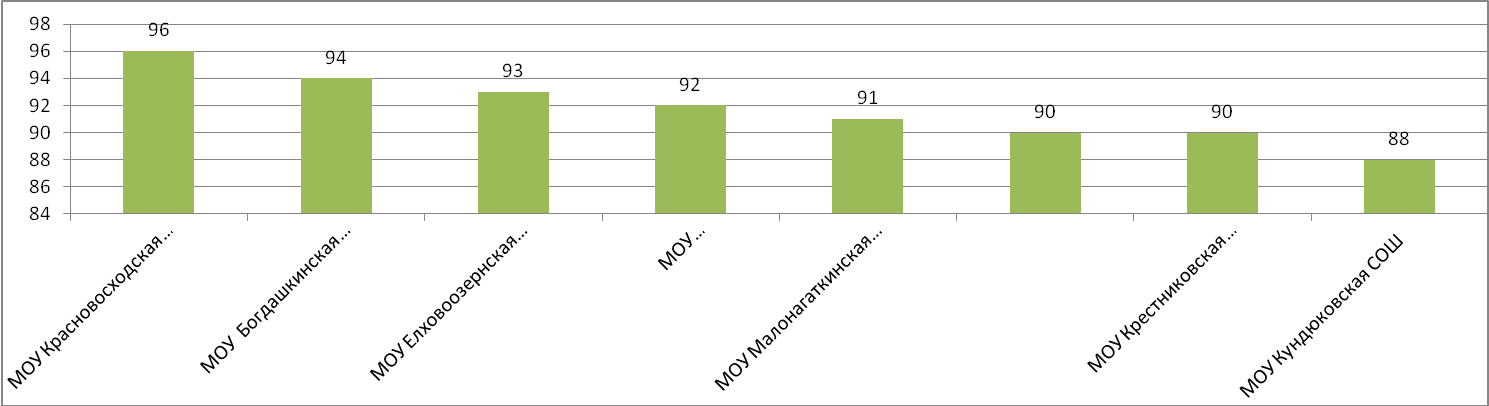 98
96
94
92
90
88
86
84
96
94
93
92
91
90
90
88
МОУ Красновосходская...
МОУ Богдашкинская...
МОУ Елховоозернская...
МОУ...
МОУ Малонагаткинская...
МОУ Крестниковская...
МОУ Кундюковская СОШ